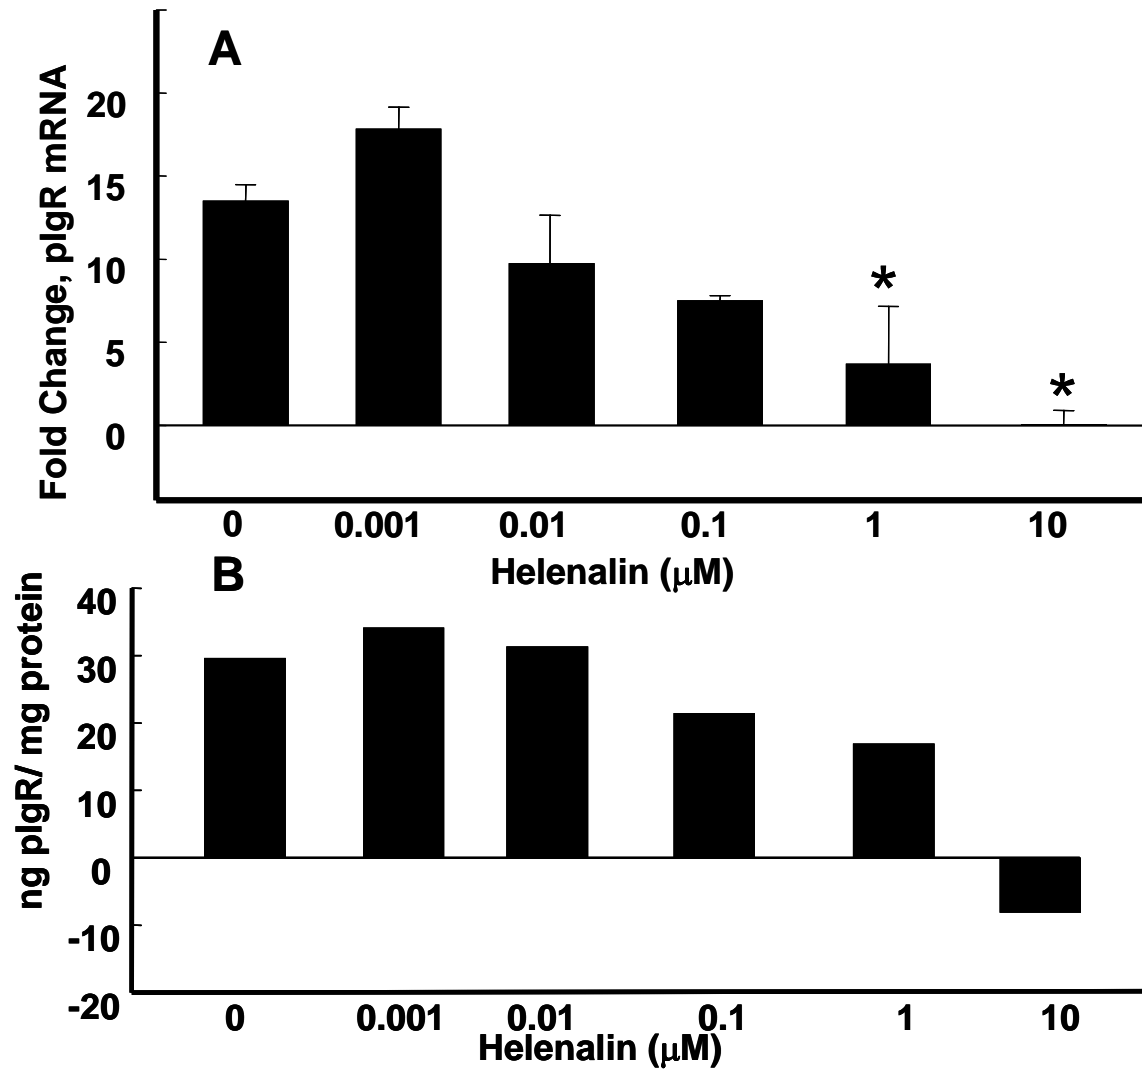 A
Fold Change, pIgR mRNA
20
15
10
5
0
*
*
0 0.001 0.01 0.1 1 10
Helenalin (μM)
B
ng pIgR/ mg protein
40
30
20
10
0
-10
-20
0 0.001 0.01 0.1 1 10
Helenalin (μM)